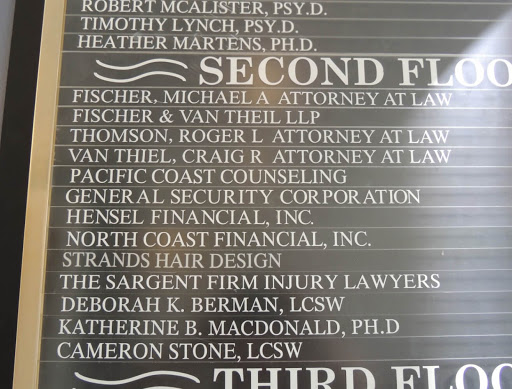 ROBERT MCALISTER, PSY.D.
TIMOTHY LYNCH, PSY.D.
HEATHER MARTENS, PH.D.
SECOND FLOO
FISCHER, MICHAEL A ATTORNEY AT LAW
FISCHER & VAN THEIL LLP
THOMSON, ROGER L ATTORNEY AT LAW
VAN THIEL, CRAIG R ATTORNEY AT LAW
PACIFIC COAST COUNSELING
GENERAL SECURITY CORPORATION
HENSEL FINANCIAL, INC.
NORTH COAST FINANCIAL, INC.
STRANDS HAIR DESIGN
THE SARGENT FIRM INJURY LAWYERS
DEBORAH K. BERMAN, LCSW
KATHERINE B. MACDONALD, PH.D
CAMERON STONE, LCSW
THIRD FLOO